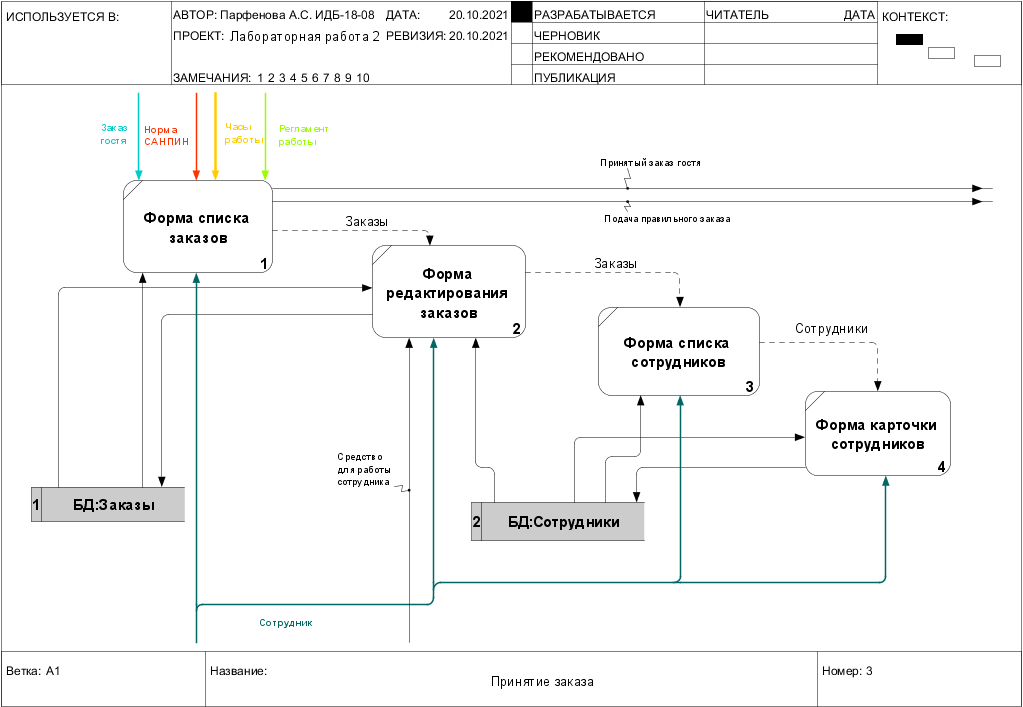 ИСПОЛЬЗУЕТСЯ В:
АВТОР: Парфенова А.С. ИДБ-18-08 ДАТА: 20.10.2021
ПРОЕКТ: Лабораторная работа 2 РЕВИЗИЯ: 20.10.2021
ЗАМЕЧАНИЯ: 1 2 3 4 5 6 7 8 9 10
РАЗРАБАТЫВАЕТСЯ
ЧЕРНОВИК
РЕКОМЕНДОВАНО
ПУБЛИКАЦИЯ
ЧИТАТЕЛЬ ДАТА
КОНТЕКСТ:
Заказ
гостя
Норма
САНПИН
Часы
работы
Регламент
работы
Принятый заказ гостя
Подача правильного заказа
Форма списка
заказов
1
Заказы
Форма
редактирования
заказов
2
Заказы
Форма списка
сотрудников
3
Сотрудники
Форма карточки
сотрудников
4
Средство
для работы
сотрудника
1 БД:Заказы
2 БД:Сотрудники
Сотрудник
Ветка: A1
Название:
Принятие заказа
Номер: 3